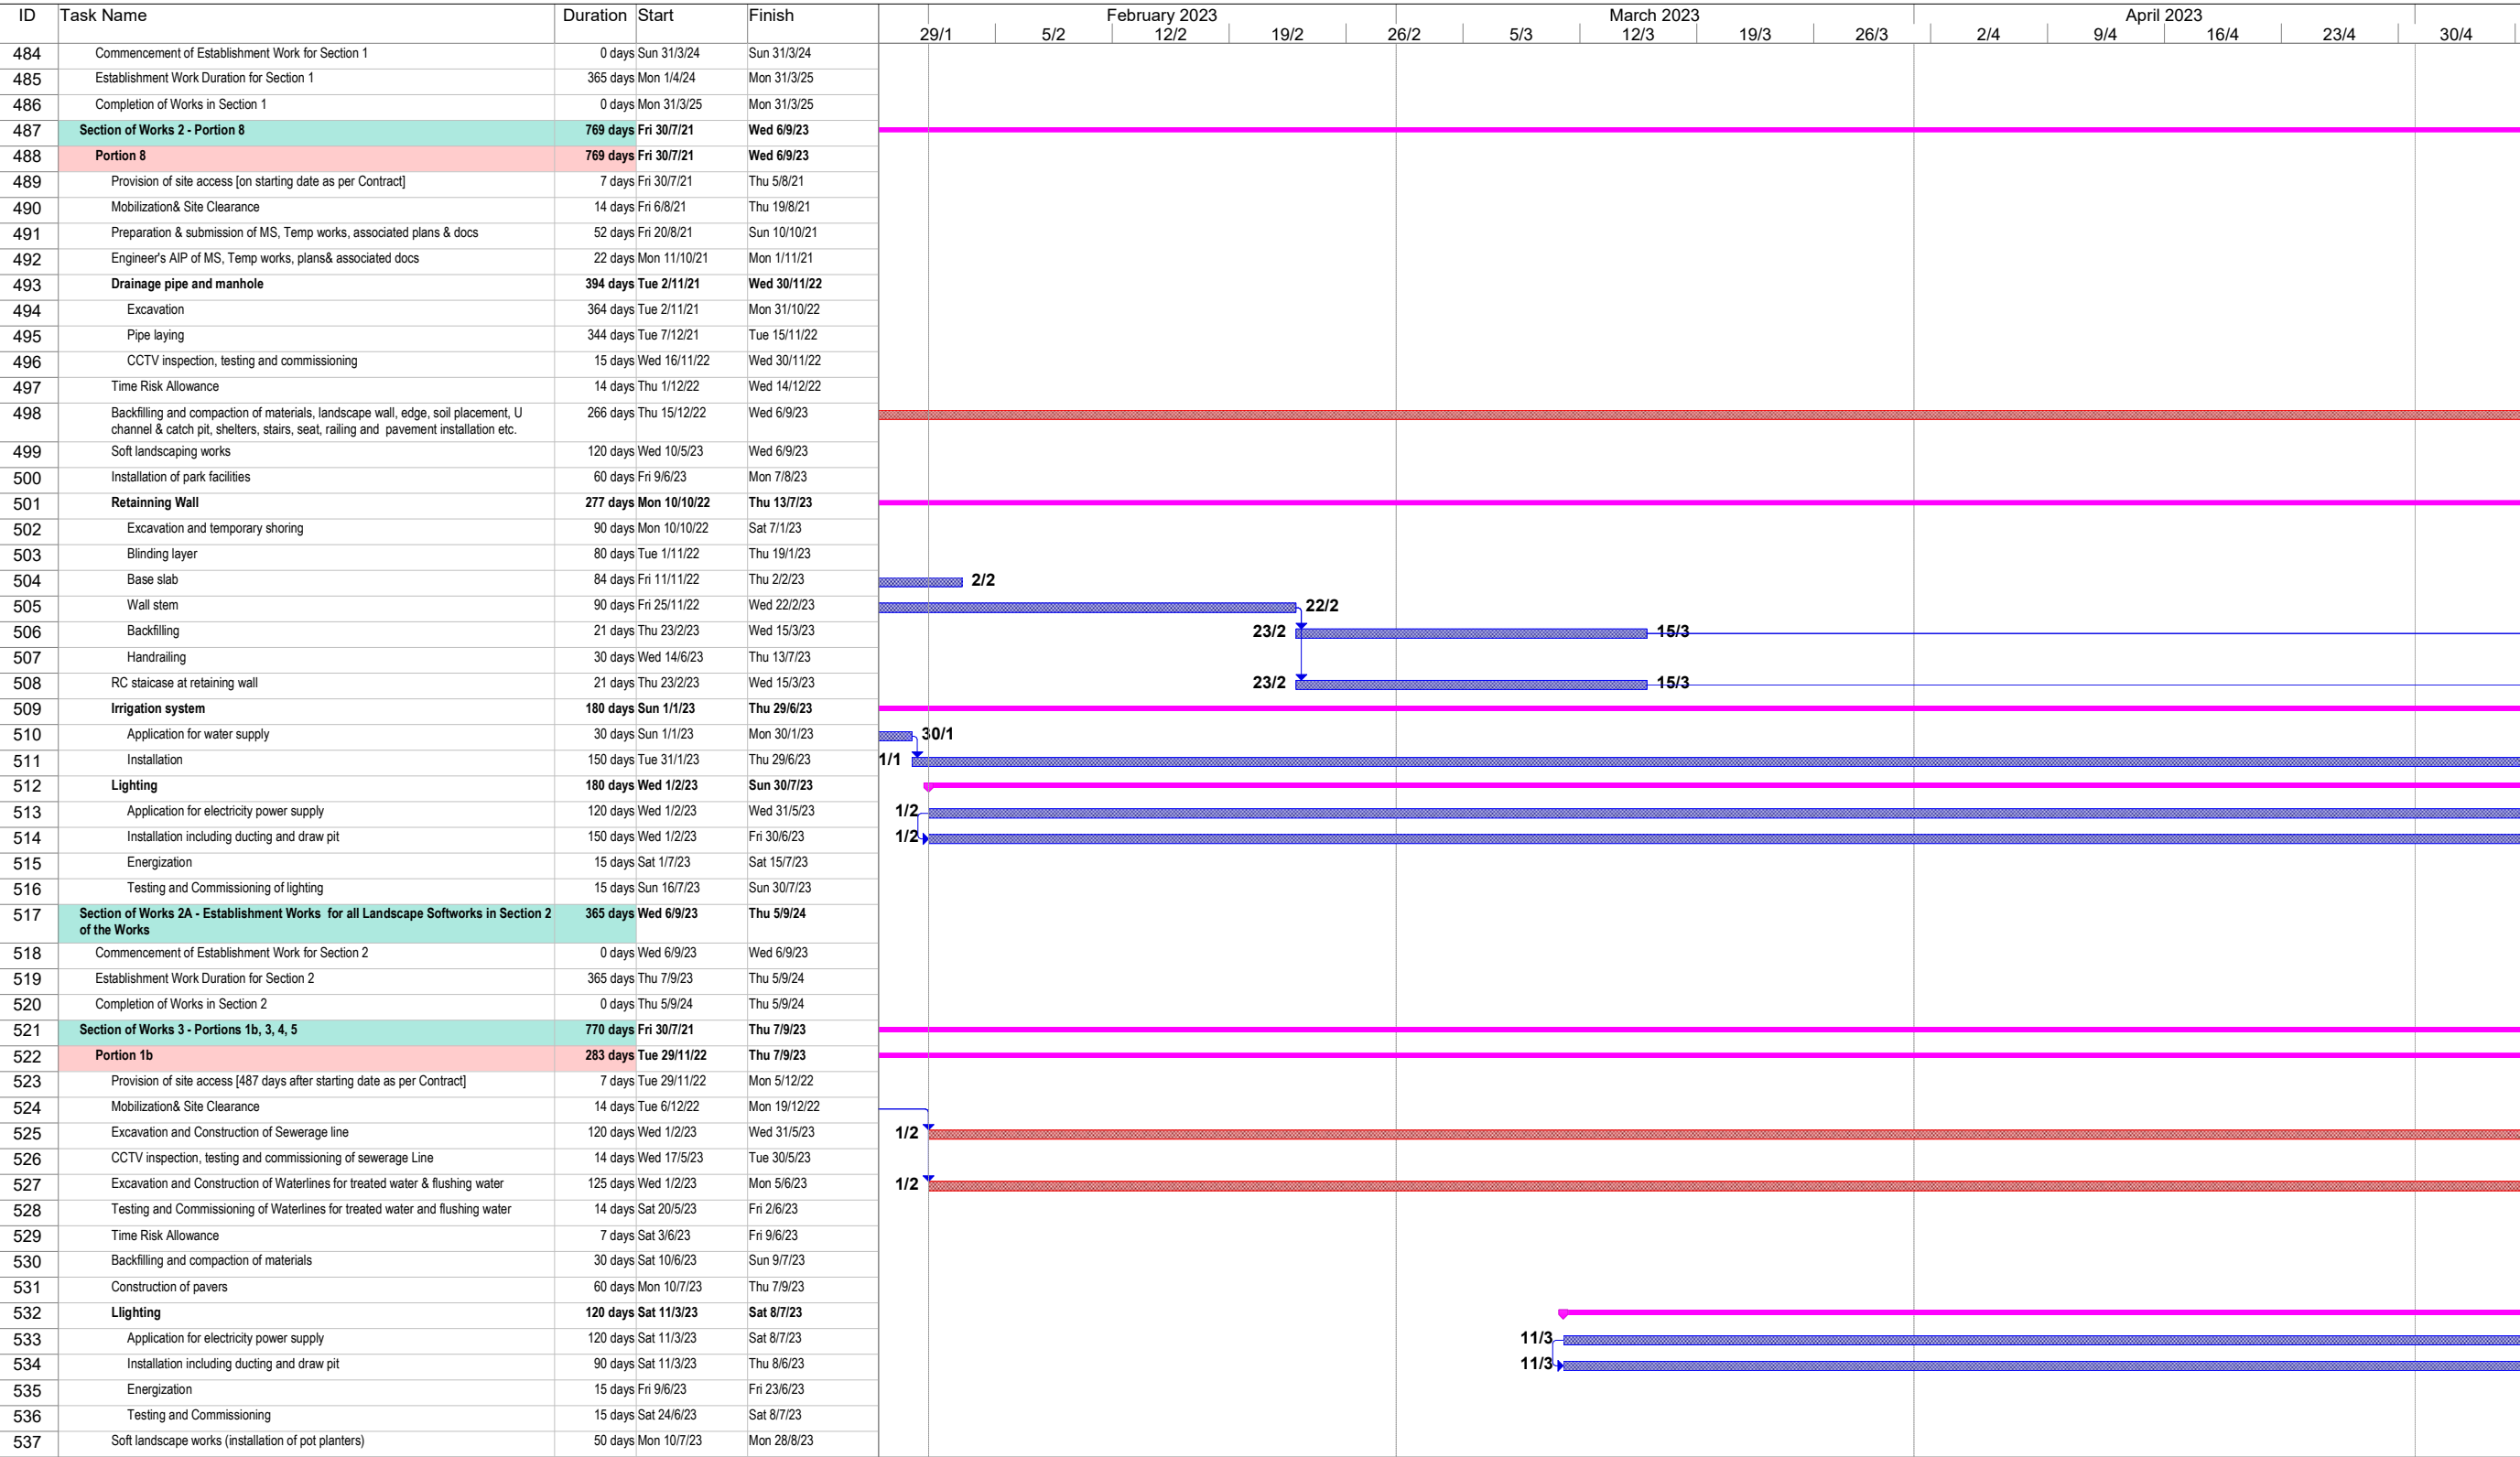 ID Task Name Duration Start Finish February 2023 March 2023 April 2023
29/1 5/2 12/2 19/2 26/2 5/3 12/3 19/3 26/3 2/4 9/4 16/4 23/4 30/4
484 Commencement of Establishment Work for Section 1 0 days Sun 31/3/24 Sun 31/3/24
485 Establishment Work Duration for Section 1 365 days Mon 1/4/24 Mon 31/3/25
486 Completion of Works in Section 1 0 days Mon 31/3/25 Mon 31/3/25
487 Section of Works 2 - Portion 8 769 days Fri 30/7/21 Wed 6/9/23
488 Portion 8 769 days Fri 30/7/21 Wed 6/9/23
489 Provision of site access [on starting date as per Contract] 7 days Fri 30/7/21 Thu 5/8/21
490 Mobilization& Site Clearance 14 days Fri 6/8/21 Thu 19/8/21
491 Preparation & submission of MS, Temp works, associated plans & docs 52 days Fri 20/8/21 Sun 10/10/21
492 Engineer's AIP of MS, Temp works, plans& associated docs 22 days Mon 11/10/21 Mon 1/11/21
493 Drainage pipe and manhole 394 days Tue 2/11/21 Wed 30/11/22
494 Excavation 364 days Tue 2/11/21 Mon 31/10/22
495 Pipe laying 344 days Tue 7/12/21 Tue 15/11/22
496 CCTV inspection, testing and commissioning 15 days Wed 16/11/22 Wed 30/11/22
497 Time Risk Allowance 14 days Thu 1/12/22 Wed 14/12/22
498 Backfilling and compaction of materials, landscape wall, edge, soil placement, U 266 days Thu 15/12/22 Wed 6/9/23
channel & catch pit, shelters, stairs, seat, railing and pavement installation etc.
499 Soft landscaping works 120 days Wed 10/5/23 Wed 6/9/23
500 Installation of park facilities 60 days Fri 9/6/23 Mon 7/8/23
501 Retainning Wall 277 days Mon 10/10/22 Thu 13/7/23
502 Excavation and temporary shoring 90 days Mon 10/10/22 Sat 7/1/23
503 Blinding layer 80 days Tue 1/11/22 Thu 19/1/23
504 Base slab 84 days Fri 11/11/22 Thu 2/2/23 2/2
505 Wall stem 90 days Fri 25/11/22 Wed 22/2/23 22/2
506 Backfilling 21 days Thu 23/2/23 Wed 15/3/23 23/2 15/3
507 Handrailing 30 days Wed 14/6/23 Thu 13/7/23
508 RC staicase at retaining wall 21 days Thu 23/2/23 Wed 15/3/23 23/2 15/3
509 Irrigation system 180 days Sun 1/1/23 Thu 29/6/23
510 Application for water supply 30 days Sun 1/1/23 Mon 30/1/23 30/1
511 Installation 150 days Tue 31/1/23 Thu 29/6/23 1/1
512 Lighting 180 days Wed 1/2/23 Sun 30/7/23
513 Application for electricity power supply 120 days Wed 1/2/23 Wed 31/5/23 1/2
514 Installation including ducting and draw pit 150 days Wed 1/2/23 Fri 30/6/23 1/2
515 Energization 15 days Sat 1/7/23 Sat 15/7/23
516 Testing and Commissioning of lighting 15 days Sun 16/7/23 Sun 30/7/23
517 Section of Works 2A - Establishment Works for all Landscape Softworks in Section 2 365 days Wed 6/9/23 Thu 5/9/24
of the Works
518 Commencement of Establishment Work for Section 2 0 days Wed 6/9/23 Wed 6/9/23
519 Establishment Work Duration for Section 2 365 days Thu 7/9/23 Thu 5/9/24
520 Completion of Works in Section 2 0 days Thu 5/9/24 Thu 5/9/24
521 Section of Works 3 - Portions 1b, 3, 4, 5 770 days Fri 30/7/21 Thu 7/9/23
522 Portion 1b 283 days Tue 29/11/22 Thu 7/9/23
523 Provision of site access [487 days after starting date as per Contract] 7 days Tue 29/11/22 Mon 5/12/22
524 Mobilization& Site Clearance 14 days Tue 6/12/22 Mon 19/12/22
525 Excavation and Construction of Sewerage line 120 days Wed 1/2/23 Wed 31/5/23 1/2
526 CCTV inspection, testing and commissioning of sewerage Line 14 days Wed 17/5/23 Tue 30/5/23
527 Excavation and Construction of Waterlines for treated water & flushing water 125 days Wed 1/2/23 Mon 5/6/23 1/2
528 Testing and Commissioning of Waterlines for treated water and flushing water 14 days Sat 20/5/23 Fri 2/6/23
529 Time Risk Allowance 7 days Sat 3/6/23 Fri 9/6/23
530 Backfilling and compaction of materials 30 days Sat 10/6/23 Sun 9/7/23
531 Construction of pavers 60 days Mon 10/7/23 Thu 7/9/23
532 Llighting 120 days Sat 11/3/23 Sat 8/7/23
533 Application for electricity power supply 120 days Sat 11/3/23 Sat 8/7/23 11/3
534 Installation including ducting and draw pit 90 days Sat 11/3/23 Thu 8/6/23 11/3
535 Energization 15 days Fri 9/6/23 Fri 23/6/23
536 Testing and Commissioning 15 days Sat 24/6/23 Sat 8/7/23
537 Soft landscape works (installation of pot planters) 50 days Mon 10/7/23 Mon 28/8/23